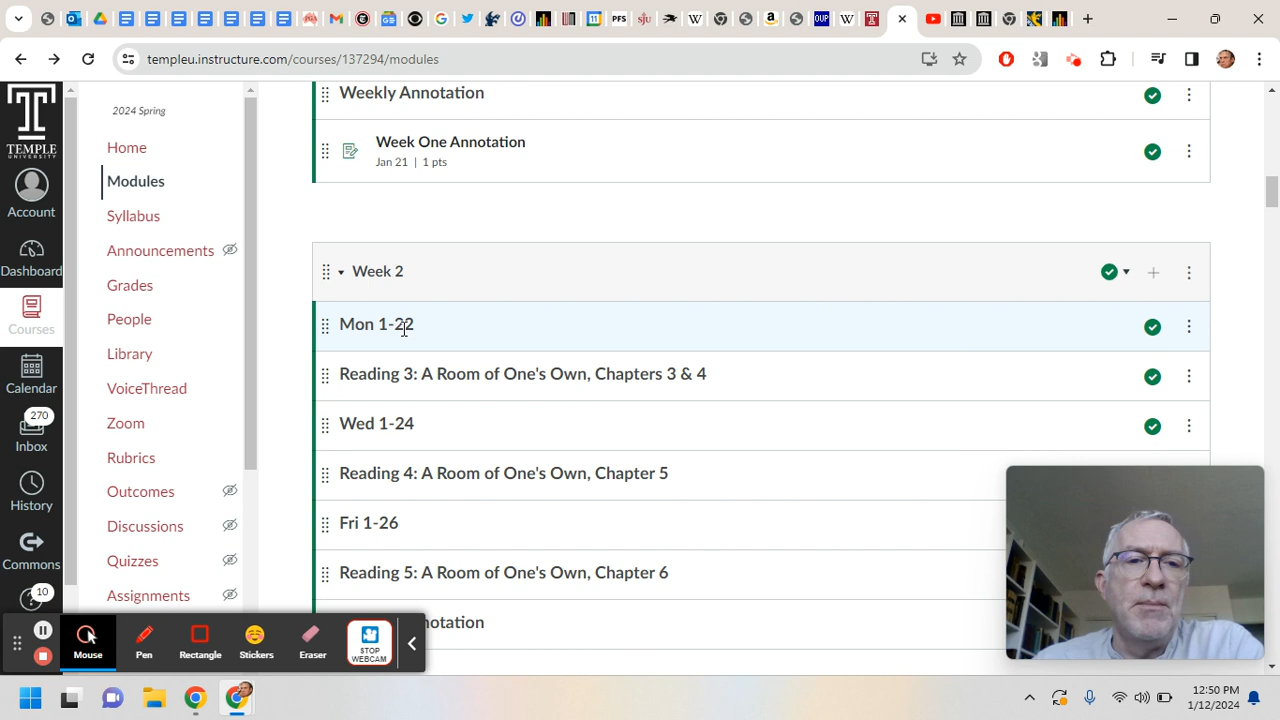 PFS
sju
W
OUP
W
templeu.instructure.com/courses/137294/modules
TEMPLE
UNIVERSITY
Account
Dashboard
Courses
Calendar
270
Inbox
History
Commons
10
2024 Spring
Home
Modules
Syllabus
Announcements
Grades
People
Library
VoiceThread
Zoom
Rubrics
Outcomes
Discussions
Quizzes
Assignments
Weekly Annotation
Week One Annotation
Jan 21 | 1 pts
Week 2
Mon 1-22
Reading 3: A Room of One's Own, Chapters 3 & 4
Wed 1-24
Reading 4: A Room of One's Own, Chapter 5
Fri 1-26
Reading 5: A Room of One's Own, Chapter 6
notation
Mouse
Pen
Rectangle
Stickers
Eraser
STOP
WEBCAM
12:50 PM
1/12/2024